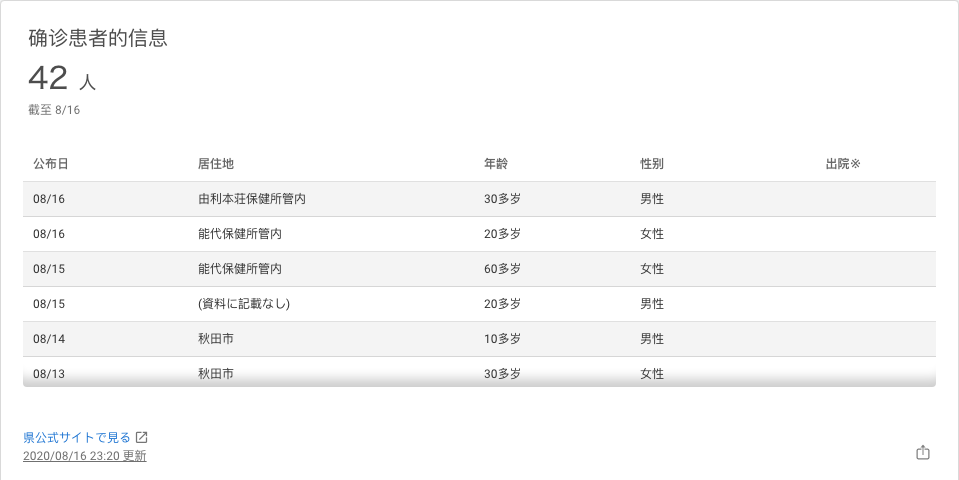 确诊患者的信息
42 人
截至 8/16
公布日 居住地 年龄 性别 出院※
08/16 由利本荘保健所管内 30多岁 男性
08/16 能代保健所管内 20多岁 女性
08/15 能代保健所管内 60多岁 女性
08/15 (資料に記載なし) 20多岁 男性
08/14 秋田市 10多岁 男性
08/13 秋田市 30多岁 女性
県公式サイトで見る
2020/08/16 23:20 更新